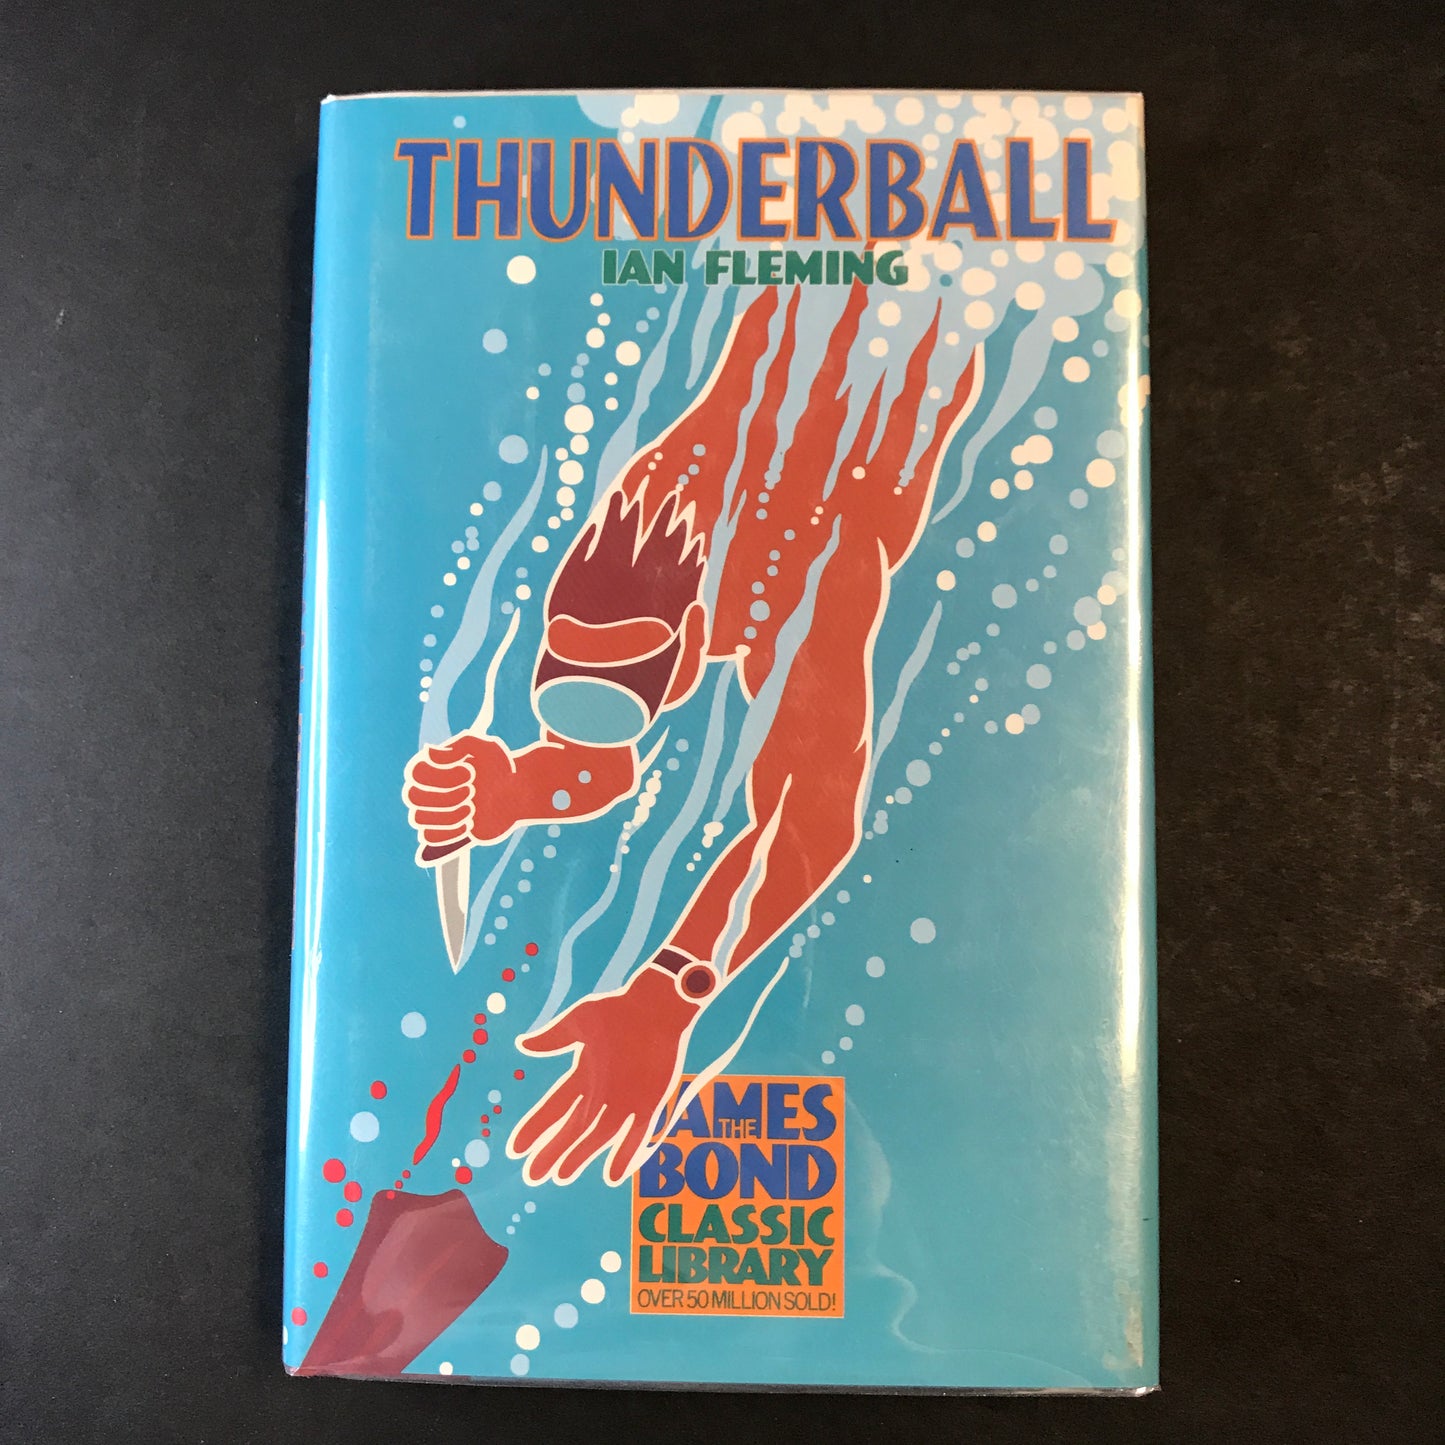 THUNDERBALL
IAN FLEMING
THE
JAMES
BOND
CLASSIC
LIBRARY
OVER 50 MILLION SOLD!